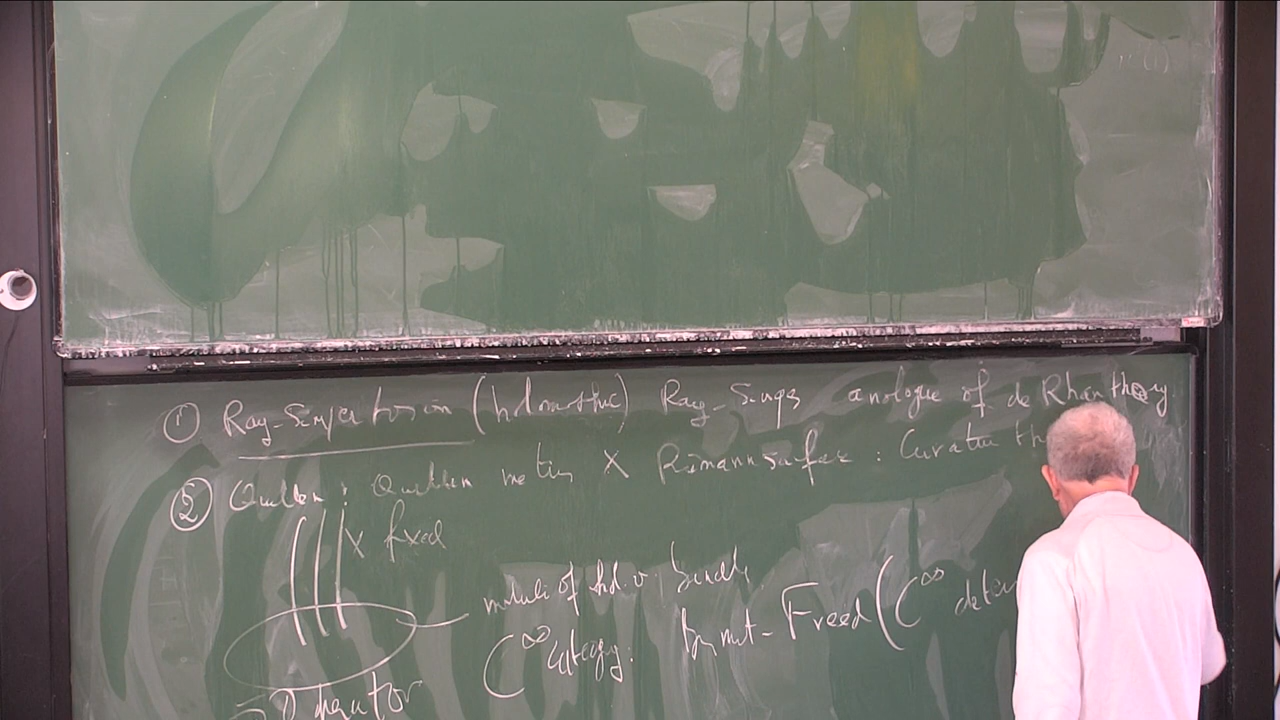 ① Ray-Singer torsion (holomorphic) Ray-Singer analogue of de Rham theory.
② Quillen : Quillen metrics X Riemann surface : Curvature th
X fixed
moduli of hol. v. bundles
C∞ category: Bismut-Freed (C∞ deter
∂ Operator